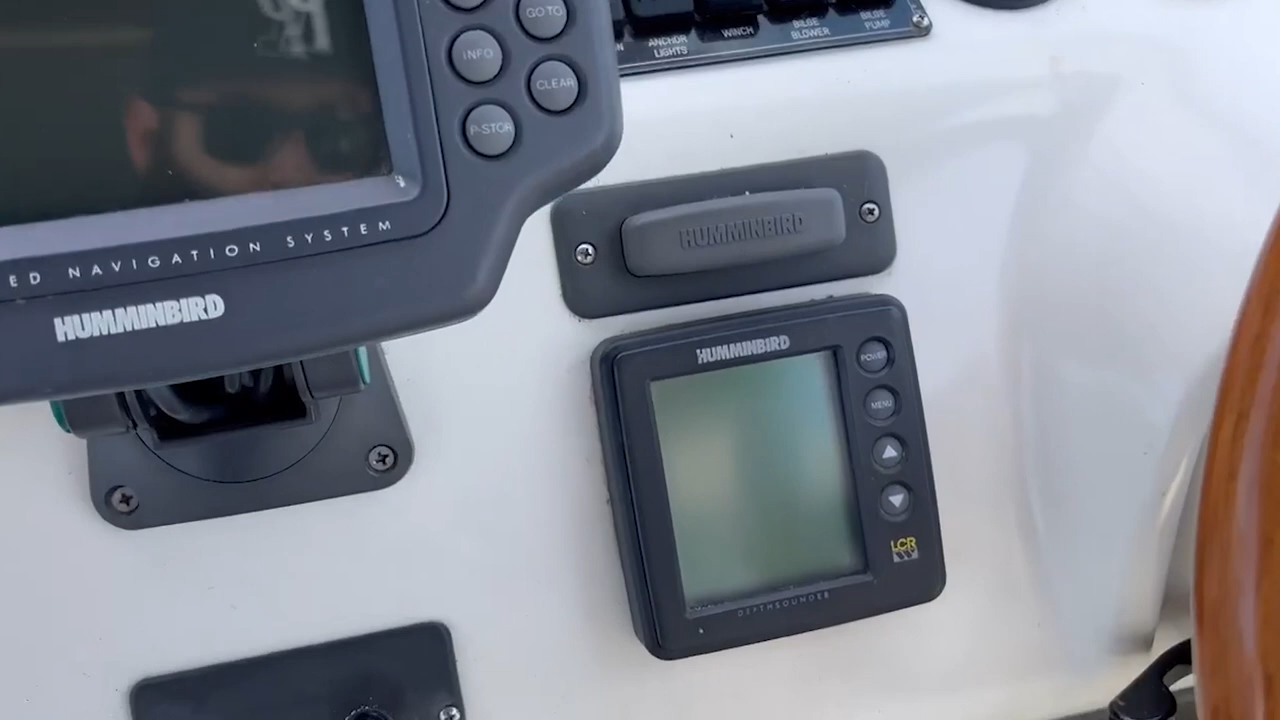 GO TO
INFO
CLEAR
P-STOR
N
ANCHOR
LIGHTS
WINCH
BILGE
BLOWER
BILGE
PUMP
ED NAVIGATION SYSTEM
HUMMINBIRD
HUMMINBIRD
HUMMINBIRD
POWER
MENU
LCR
DEPTHSOUNDER